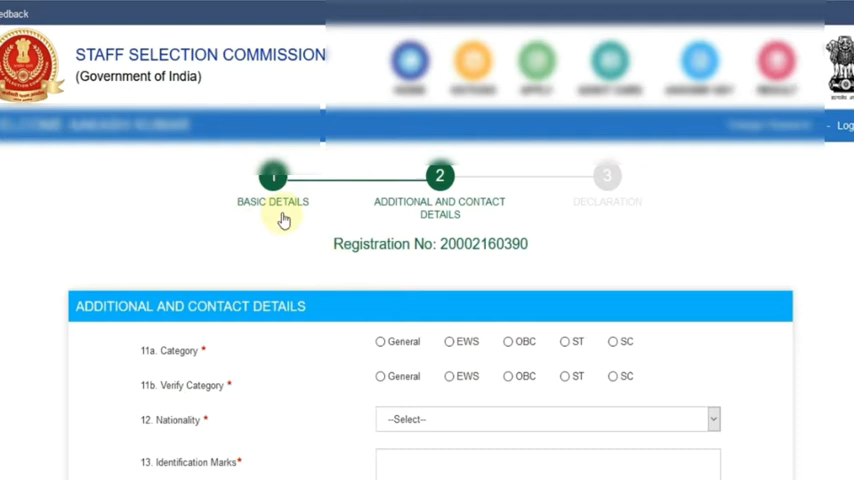 edback
STAFF SELECTION COMMISSION
(Government of India)
Log
1
2
3
BASIC DETAILS
ADDITIONAL AND CONTACT
DETAILS
DECLARATION
Registration No: 20002160390
ADDITIONAL AND CONTACT DETAILS
11a. Category * General EWS OBC ST SC
11b. Verify Category * General EWS OBC ST SC
12. Nationality * --Select--
13. Identification Marks*